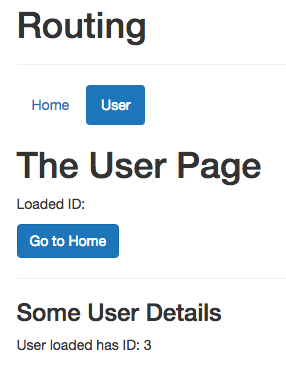 Routing
Home User
The User Page
Loaded ID:
Go to Home
Some User Details
User loaded has ID: 3